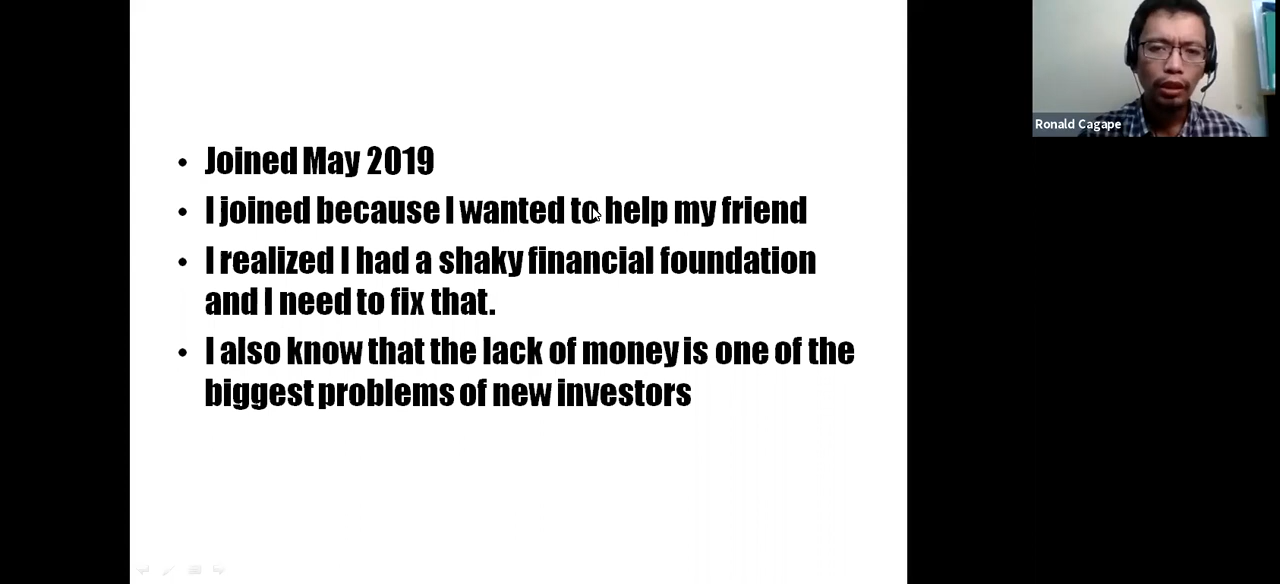 • Joined May 2019
• I joined because I wanted to help my friend
• I realized I had a shaky financial foundation
and I need to fix that.
• I also know that the lack of money is one of the
biggest problems of new investors
Ronald Cagape